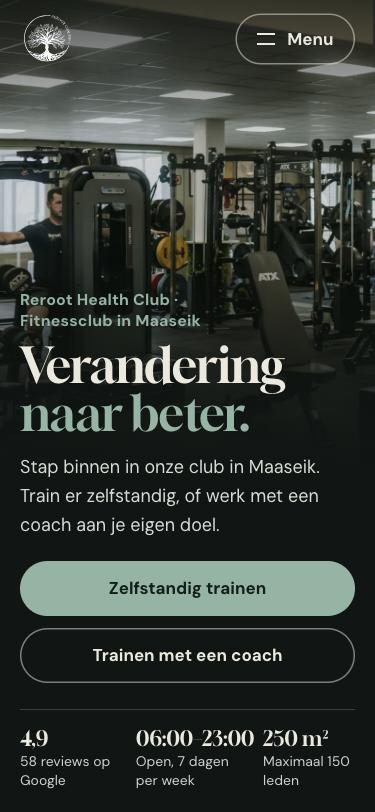 Menu
ATX
Reroot Health Club ·
Fitnessclub in Maaseik
Verandering
naar beter.
Stap binnen in onze club in Maaseik.
Train er zelfstandig, of werk met een
coach aan je eigen doel.
Zelfstandig trainen
Trainen met een coach
4,9
58 reviews op
Google
06:00–23:00
Open, 7 dagen
per week
250 m²
Maximaal 150
leden